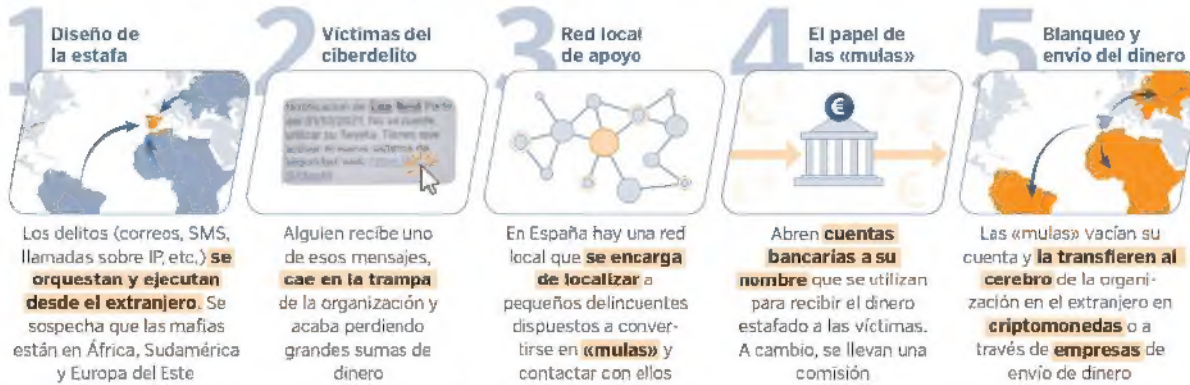 1 Diseño de
la estafa
Los delitos (correos, SMS,
llamadas sobre IP, etc.) se
orquestan y ejecutan
desde el extranjero. Se
sospecha que las mafias
están en África, Sudamérica
y Europa del Este
2 Víctimas del
ciberdelito
Alguien recibe uno
de esos mensajes,
cae en la trampa
de la organización y
acaba perdiendo
grandes sumas de
dinero
3 Red local
de apoyo
En España hay una red
local que se encarga
de localizar a
pequeños delincuentes
dispuestos a conver-
tirse en «mulas» y
contactar con ellos
4 El papel de
las «mulas»
€
Abren cuentas
bancarias a su
nombre que se utilizan
para recibir el dinero
estafado a las víctimas.
A cambio, se llevan una
comisión
5 Blanqueo y
envío del dinero
Las «mulas» vacían su
cuenta y la transfieren al
cerebro de la organi-
zación en el extranjero en
criptomonedas o a
través de empresas de
envío de dinero